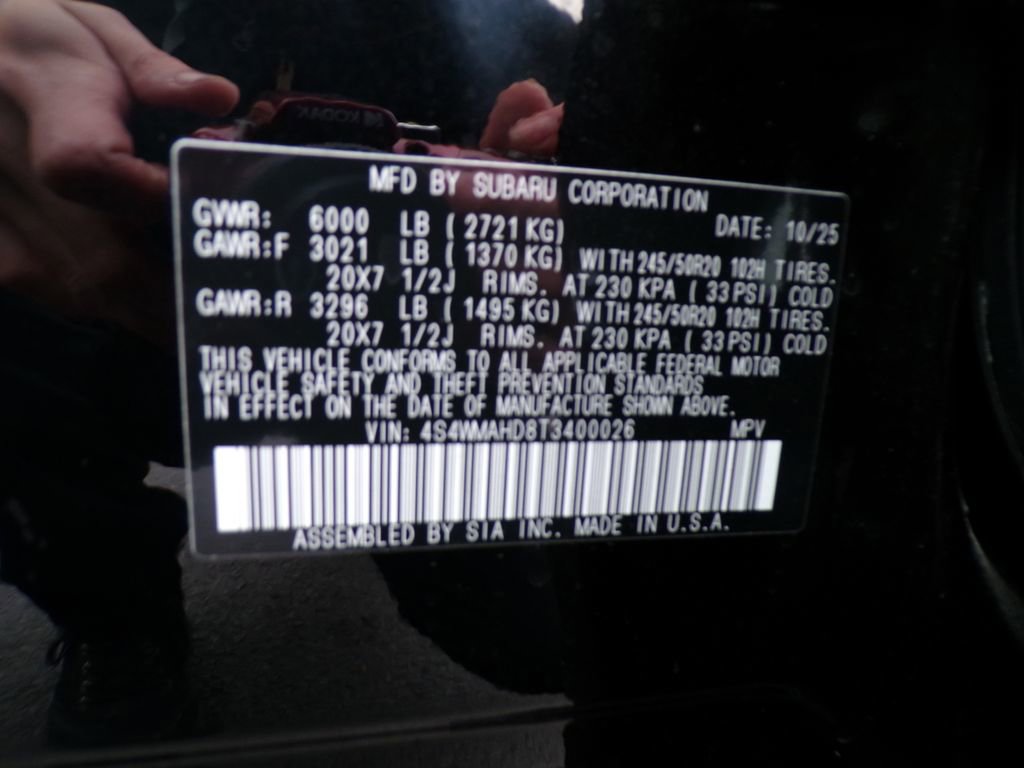 KODAK
MFD BY SUBARU CORPORATION
GVWR: 6000 LB ( 2721 KG) DATE: 10/25
GAWR:F 3021 LB ( 1370 KG) WITH 245/50R20 102H TIRES.
20X7 1/2J RIMS. AT 230 KPA ( 33 PSI) COLD
GAWR:R 3296 LB ( 1495 KG) WITH 245/50R20 102H TIRES.
20X7 1/2J RIMS. AT 230 KPA ( 33 PSI) COLD
THIS VEHICLE CONFORMS TO ALL APPLICABLE FEDERAL MOTOR
VEHICLE SAFETY AND THEFT PREVENTION STANDARDS
IN EFFECT ON THE DATE OF MANUFACTURE SHOWN ABOVE.
VIN: 4S4WMAHD8T3400026 MPV
ASSEMBLED BY SIA INC. MADE IN U.S.A.